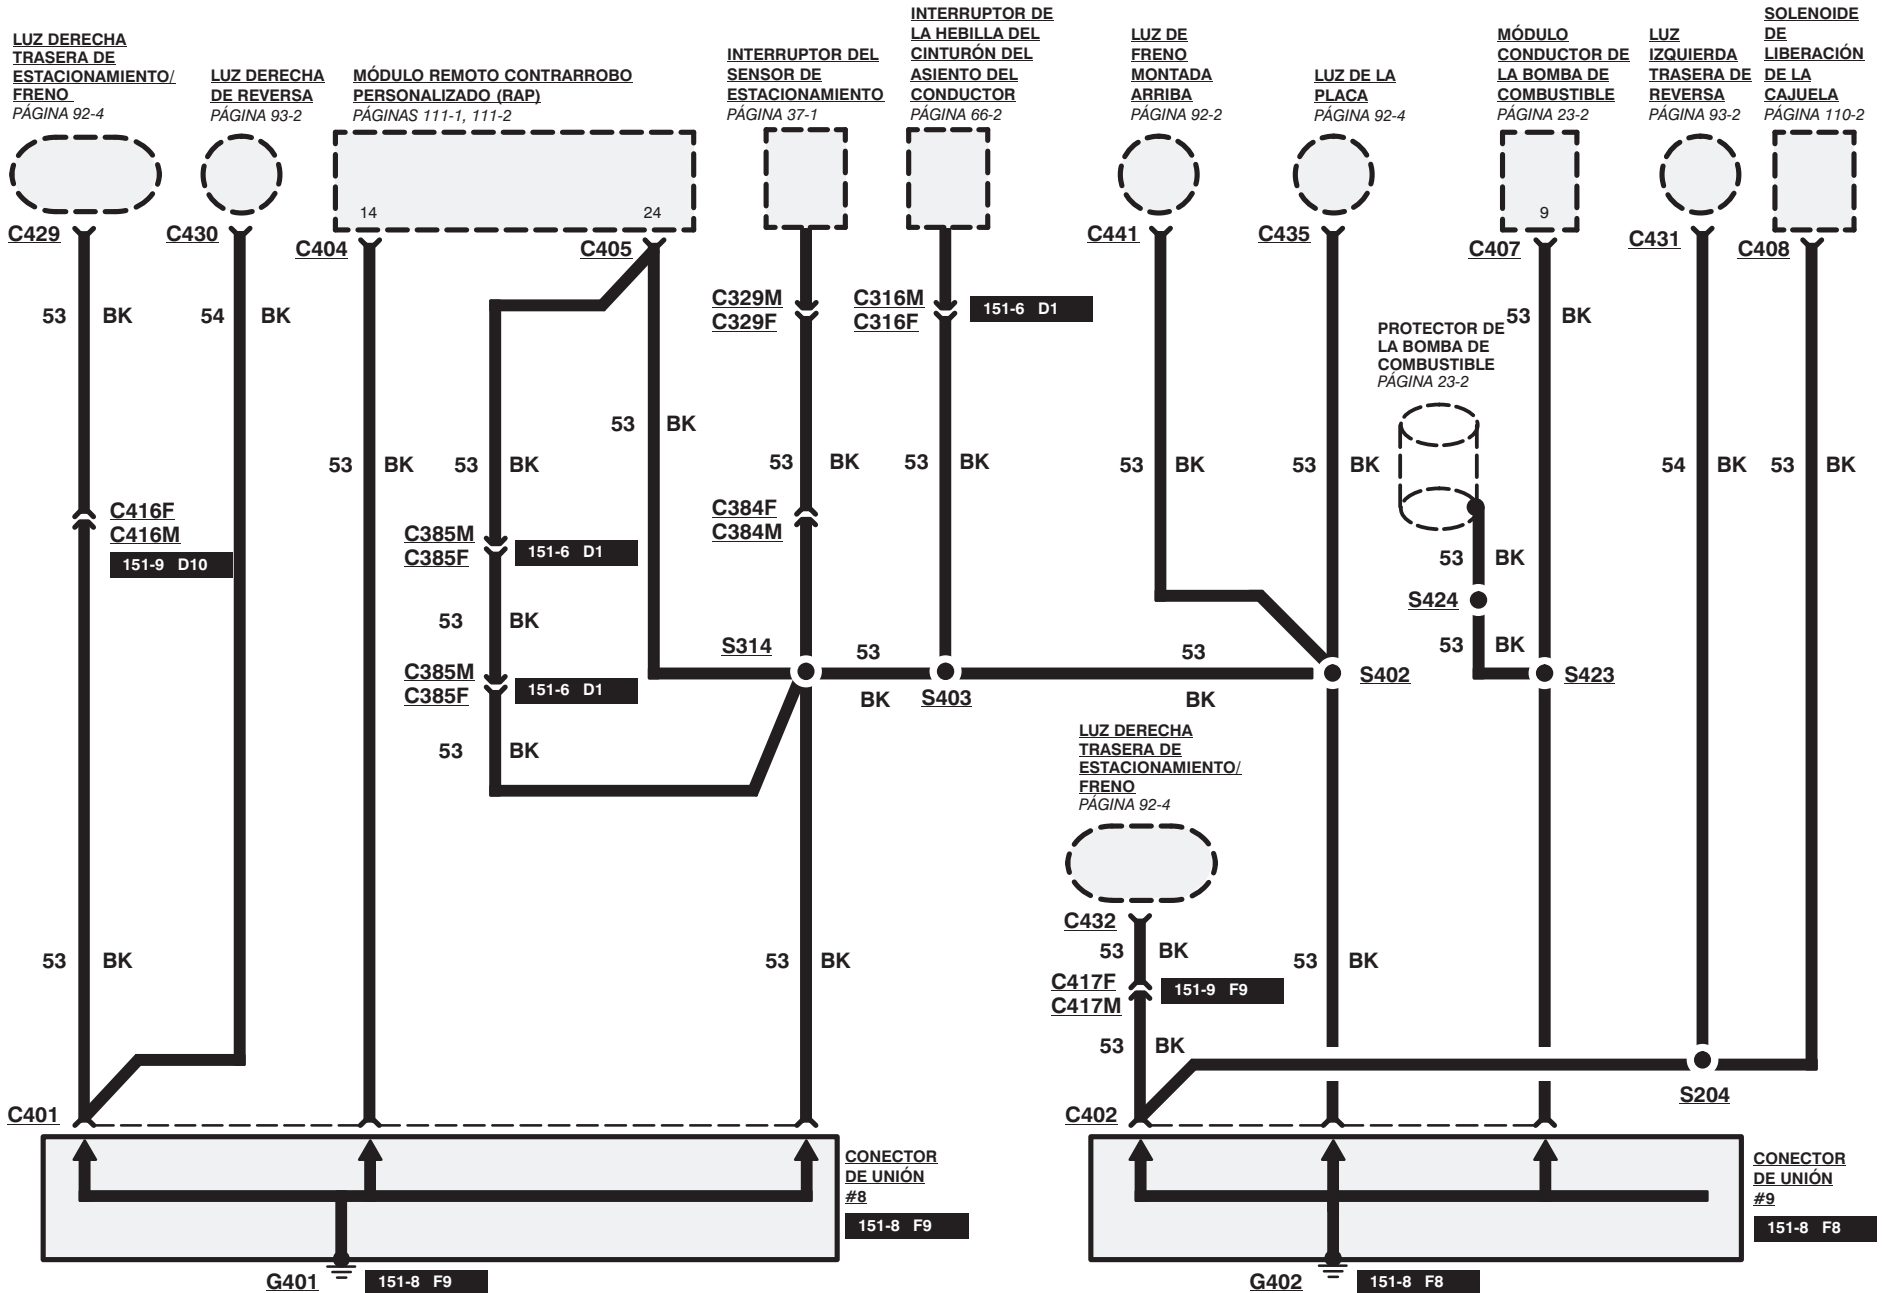 LUZ DERECHA
TRASERA DE
ESTACIONAMIENTO/
FRENO
PÁGINA 92-4
LUZ DERECHA
DE REVERSA
PÁGINA 93-2
MÓDULO REMOTO CONTRARROBO
PERSONALIZADO (RAP)
PÁGINAS 111-1, 111-2
INTERRUPTOR DEL
SENSOR DE
ESTACIONAMIENTO
PÁGINA 37-1
INTERRUPTOR DE
LA HEBILLA DEL
CINTURÓN DEL
ASIENTO DEL
CONDUCTOR
PÁGINA 66-2
LUZ DE
FRENO
MONTADA
ARRIBA
PÁGINA 92-2
LUZ DE LA
PLACA
PÁGINA 92-4
MÓDULO
CONDUCTOR DE
LA BOMBA DE
COMBUSTIBLE
PÁGINA 23-2
LUZ
IZQUIERDA
TRASERA DE
REVERSA
PÁGINA 93-2
SOLENOIDE
DE
LIBERACIÓN
DE LA
CAJUELA
PÁGINA 110-2
14
24
9
C429
C430
C404
C405
C441
C435
C407
C431
C408
C329M
C329F
C316M
C316F
151-6 D1
53 BK
54 BK
53 BK
PROTECTOR DE
LA BOMBA DE
COMBUSTIBLE
PÁGINA 23-2
53 BK
53 BK
53 BK
53 BK
53 BK
53 BK
53 BK
54 BK
53 BK
C416F
C416M
151-9 D10
C385M
C385F
151-6 D1
C384F
C384M
53 BK
S424
53 BK
53 BK
C385M
C385F
151-6 D1
S314
53
BK
S403
53
BK
S402
S423
53 BK
LUZ DERECHA
TRASERA DE
ESTACIONAMIENTO/
FRENO
PÁGINA 92-4
C432
53 BK
53 BK
53 BK
53 BK
C417F
C417M
151-9 F9
53 BK
S204
C401
C402
CONECTOR
DE UNIÓN
#8
151-8 F9
CONECTOR
DE UNIÓN
#9
151-8 F8
G401
151-8 F9
G402
151-8 F8